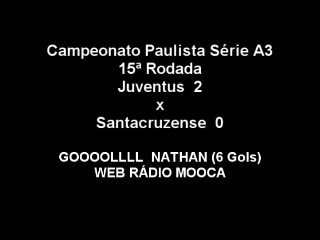 Campeonato Paulista Série A3
15ª Rodada
Juventus  2
x
Santacruzense  0
GOOOOLLLL  NATHAN (6 Gols)
WEB RÁDIO MOOCA